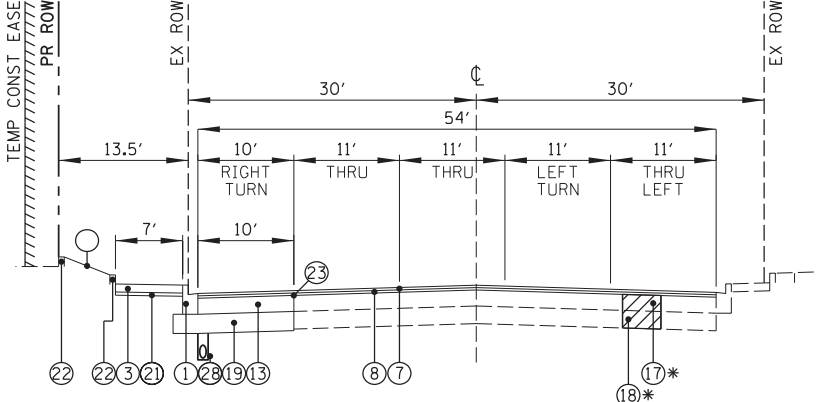 TEMP CONST EASE
PR ROW
EX ROW
EX ROW
℄
30'
30'
54'
13.5'
10'
11'
11'
11'
11'
RIGHT
TURN
THRU
THRU
LEFT
TURN
THRU
LEFT
7'
10'
23
22
22
3
21
1
28
19
13
8
7
17*
18*